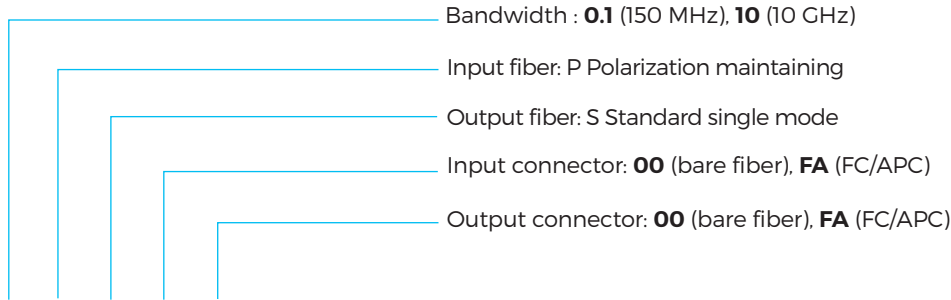 Bandwidth : 0.1 (150 MHz), 10 (10 GHz)
Input fiber: P Polarization maintaining
Output fiber: S Standard single mode
Input connector: 00 (bare fiber), FA (FC/APC)
Output connector: 00 (bare fiber), FA (FC/APC)